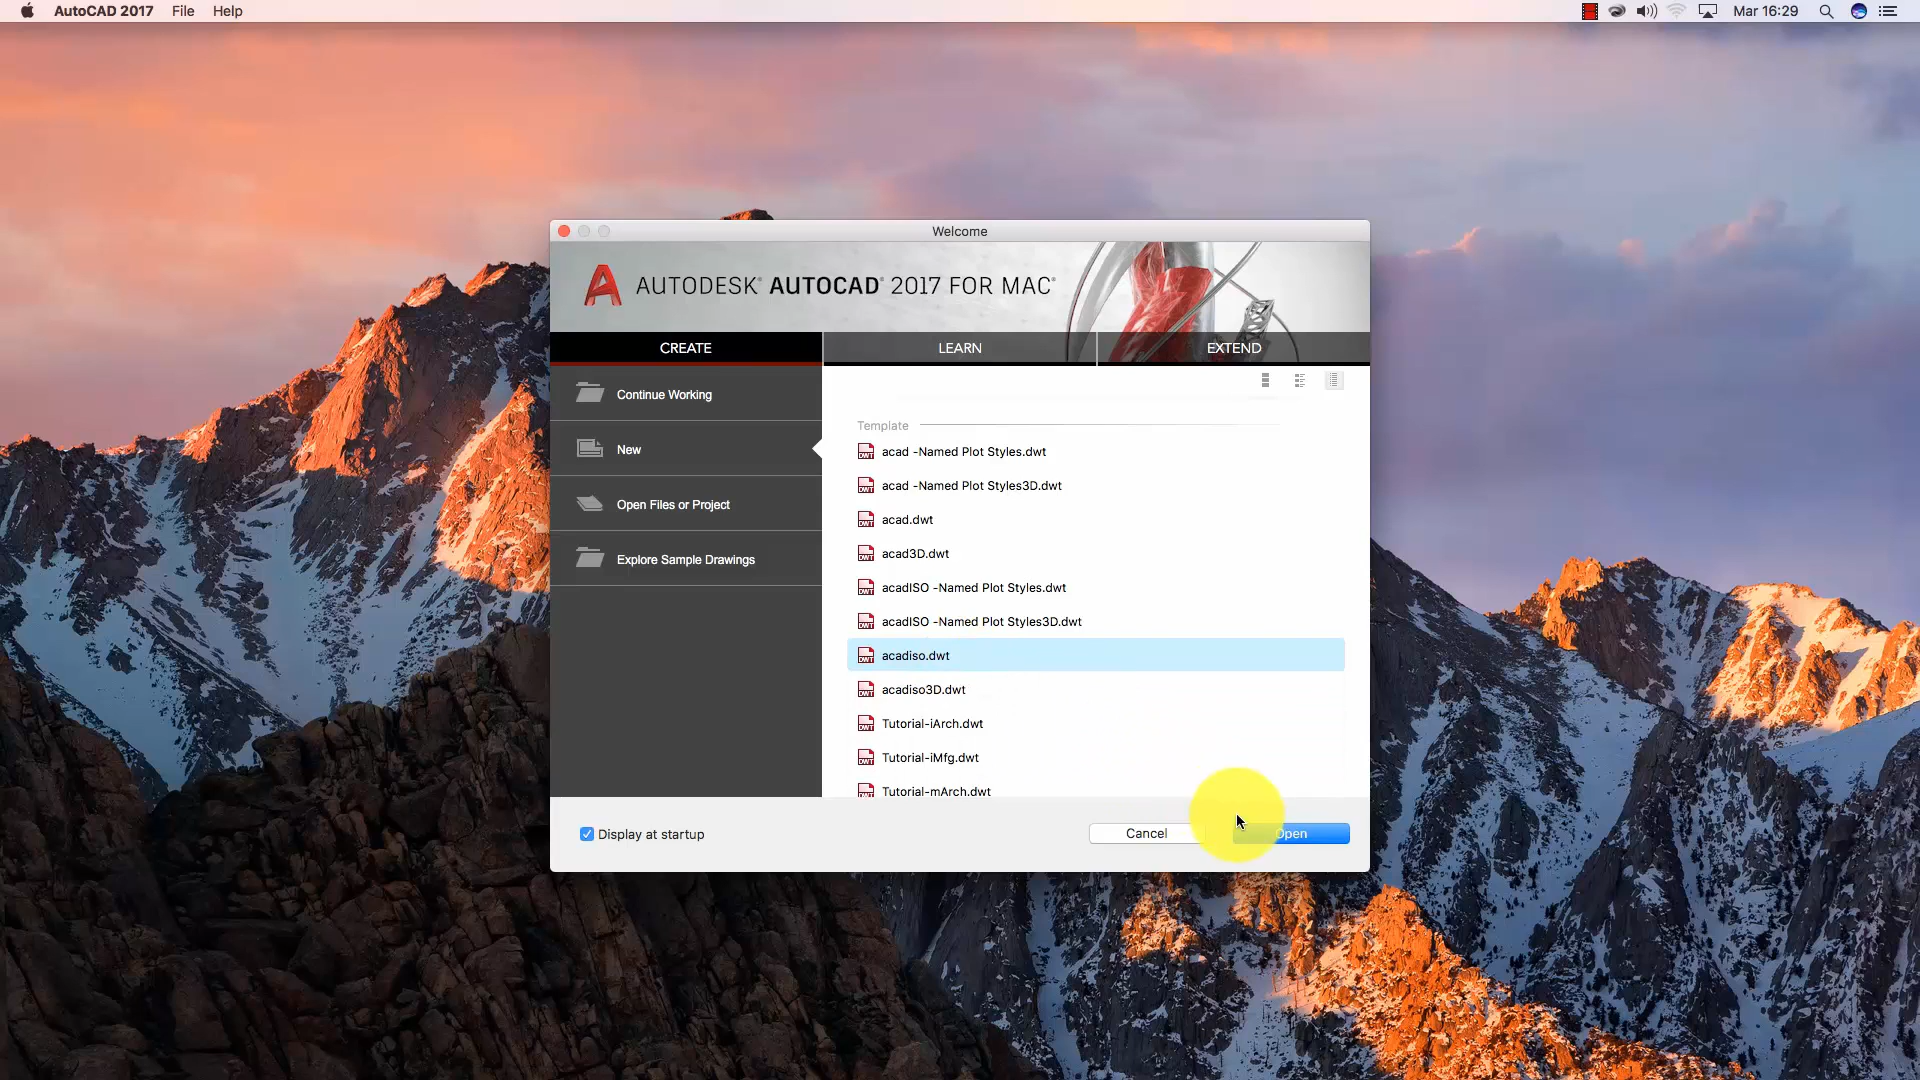 AutoCAD 2017 File Help Mar 16:29
Welcome
AUTODESK® AUTOCAD® 2017 FOR MAC®
CREATE LEARN EXTEND
Continue Working
New
Open Files or Project
Explore Sample Drawings
Template
acad -Named Plot Styles.dwt
acad -Named Plot Styles3D.dwt
acad.dwt
acad3D.dwt
acadISO -Named Plot Styles.dwt
acadISO -Named Plot Styles3D.dwt
acadiso.dwt
acadiso3D.dwt
Tutorial-iArch.dwt
Tutorial-iMfg.dwt
Tutorial-mArch.dwt
Display at startup
Cancel Open